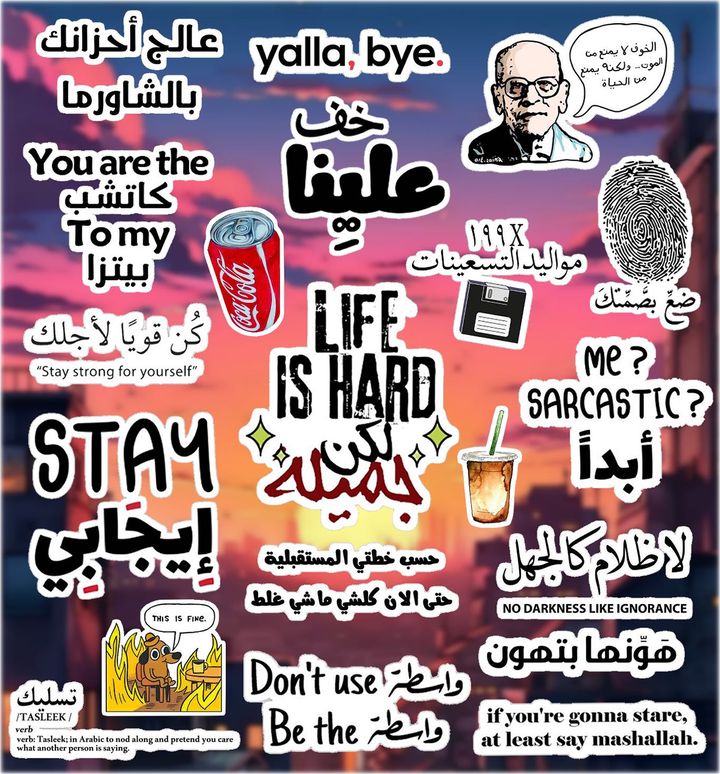 عالج أحزانك
بالشاورما
yalla, bye.
الخوف لا يمنع من
الموت.. ولكنه يمنع
من الحياة
خف
علينا
You are the
كاتشب
To my
بيتزا
Coca-Cola
١٩٩X
مواليد التسعينات
ضع بصمتك
كُن قويًا لأجلك
“Stay strong for yourself”
LIFE
IS HARD
لكن
جميلة
Me?
SARCASTIC?
أبداً
STAY
إيجَابِي
حسب خطتي المستقبلية
حتى الان كلشي ماشي غلط
لا ظلام كالجهل
NO DARKNESS LIKE IGNORANCE
THIS IS FINE.
هَوِّنها بتهون
Don't use واسطة
Be the واسطة
تسليك
/TASLEEK /
verb
verb: Tasleek; in Arabic to nod along and pretend you care
what another person is saying.
if you're gonna stare,
at least say mashallah.